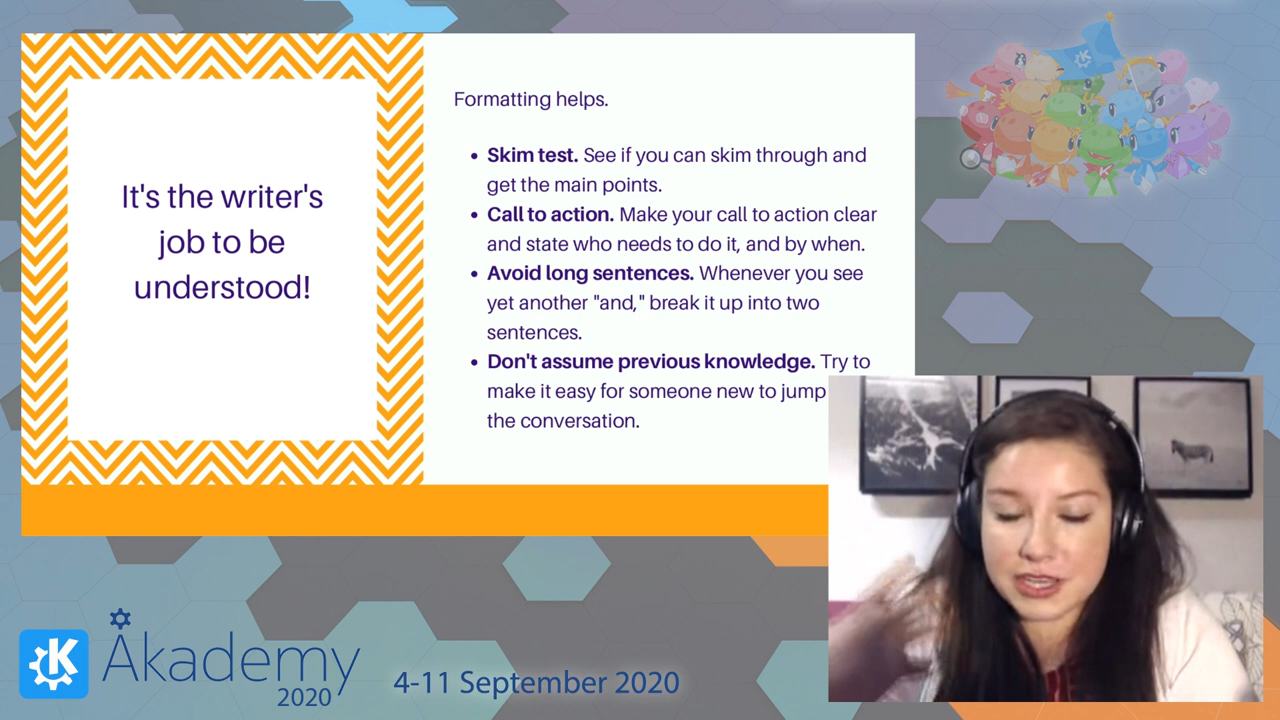 It's the writer's
job to be
understood!
Formatting helps.
• Skim test. See if you can skim through and
get the main points.
• Call to action. Make your call to action clear
and state who needs to do it, and by when.
• Avoid long sentences. Whenever you see
yet another "and," break it up into two
sentences.
• Don't assume previous knowledge. Try to
make it easy for someone new to jump
the conversation.
K
Akademy
2020
4-11 September 2020